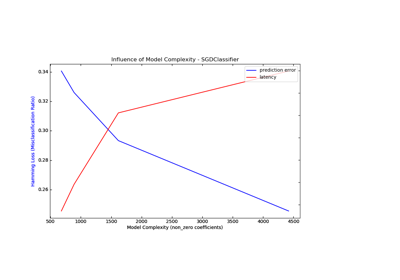 Influence of Model Complexity - SGDClassifier
prediction error
latency
0.34
0.32
0.30
0.28
0.26
Hamming Loss (Misclassification Ratio)
500 1000 1500 2000 2500 3000 3500 4000 4500
Model Complexity (non_zero coefficients)